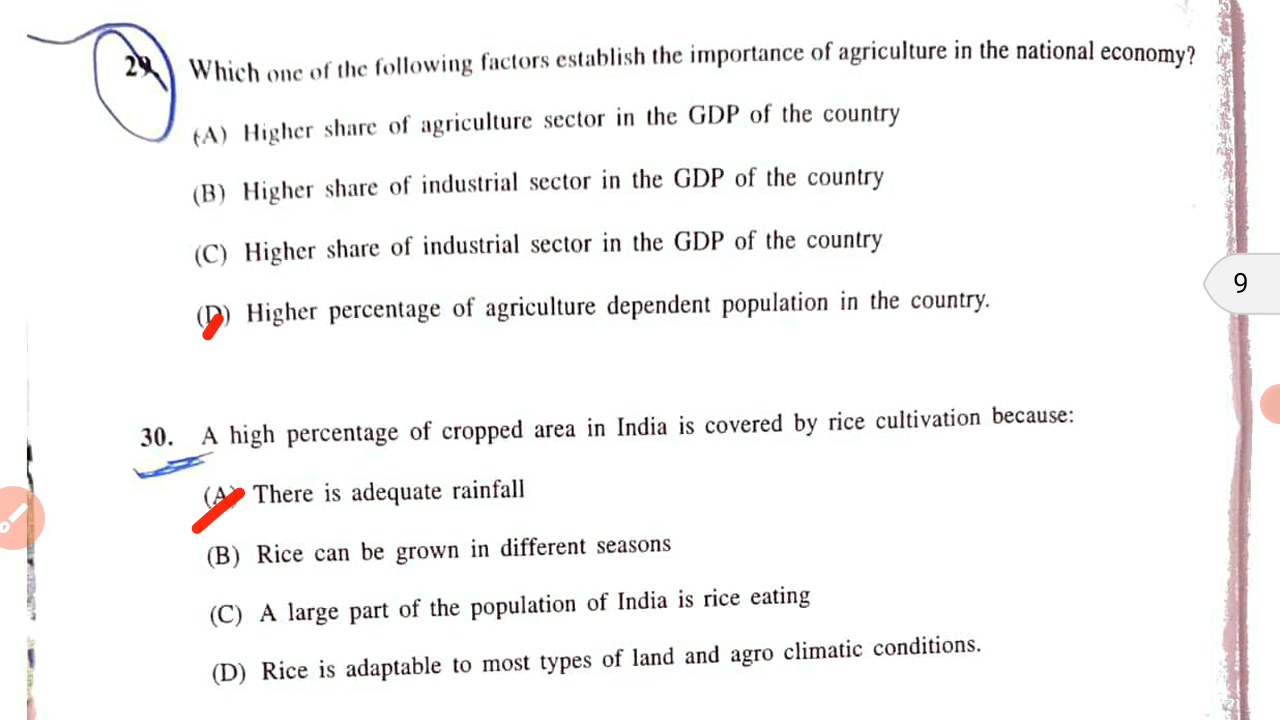 29. Which one of the following factors establish the importance of agriculture in the national economy?
(A) Higher share of agriculture sector in the GDP of the country
(B) Higher share of industrial sector in the GDP of the country
(C) Higher share of industrial sector in the GDP of the country
(D) Higher percentage of agriculture dependent population in the country.
9
30. A high percentage of cropped area in India is covered by rice cultivation because:
(A) There is adequate rainfall
(B) Rice can be grown in different seasons
(C) A large part of the population of India is rice eating
(D) Rice is adaptable to most types of land and agro climatic conditions.